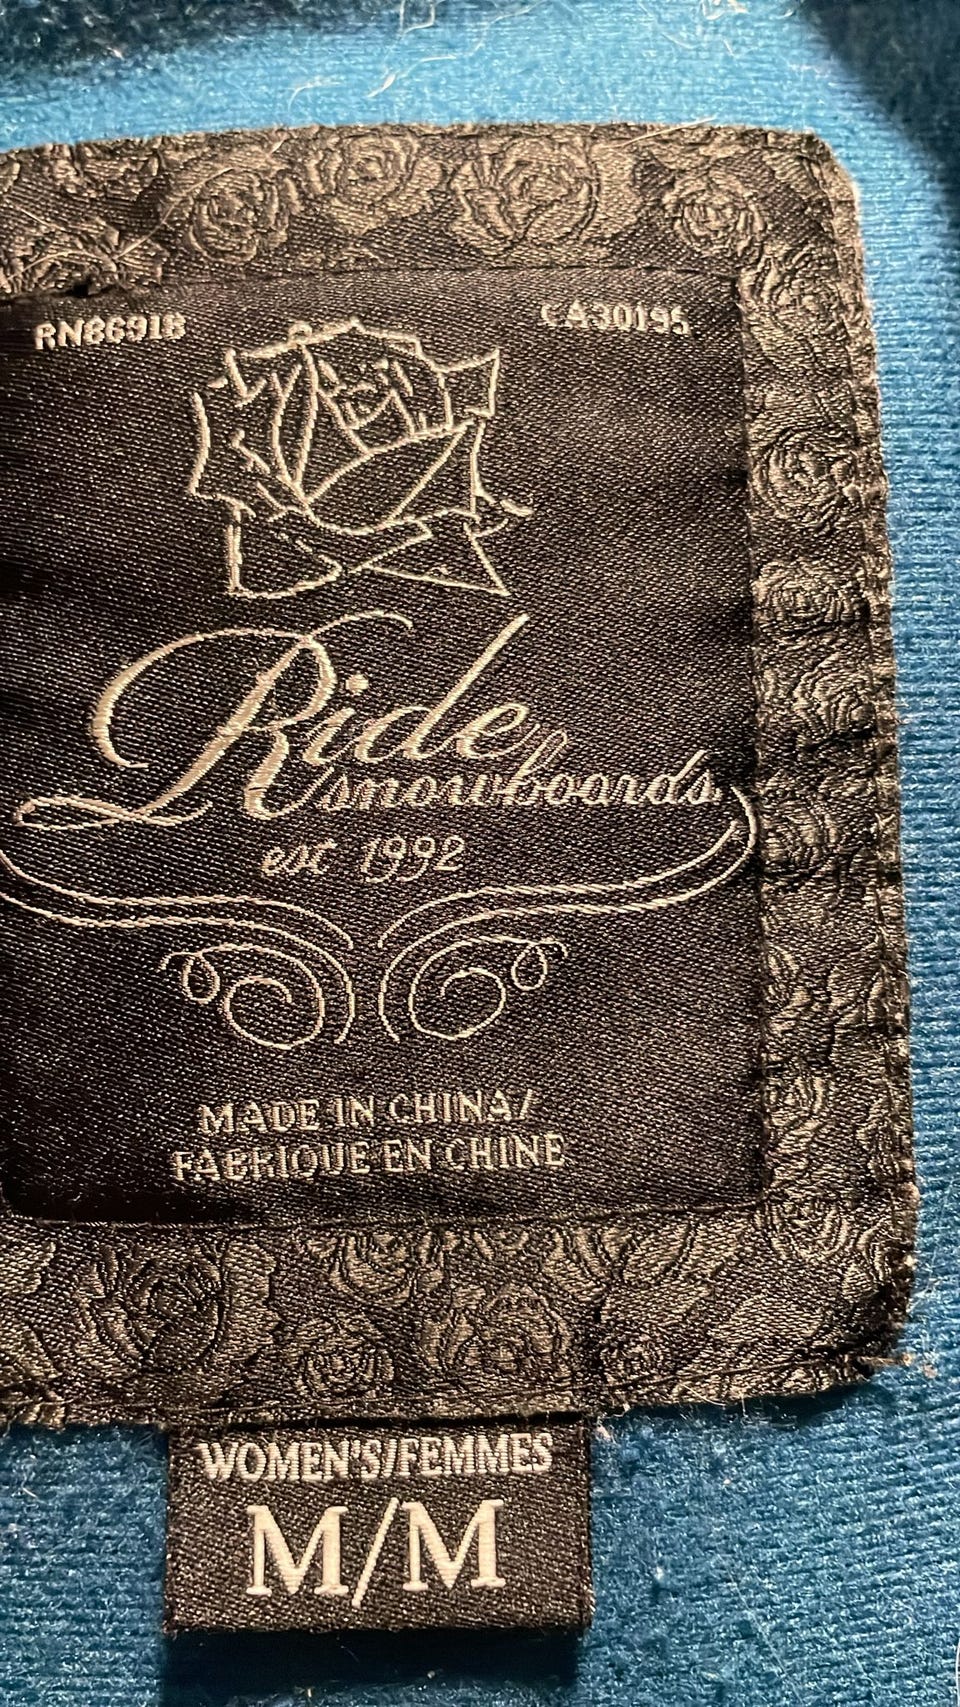 RN86918 CA30195
Ride
snowboards
est 1992
MADE IN CHINA/
FABRIQUE EN CHINE
WOMEN'S/FEMMES
M/M